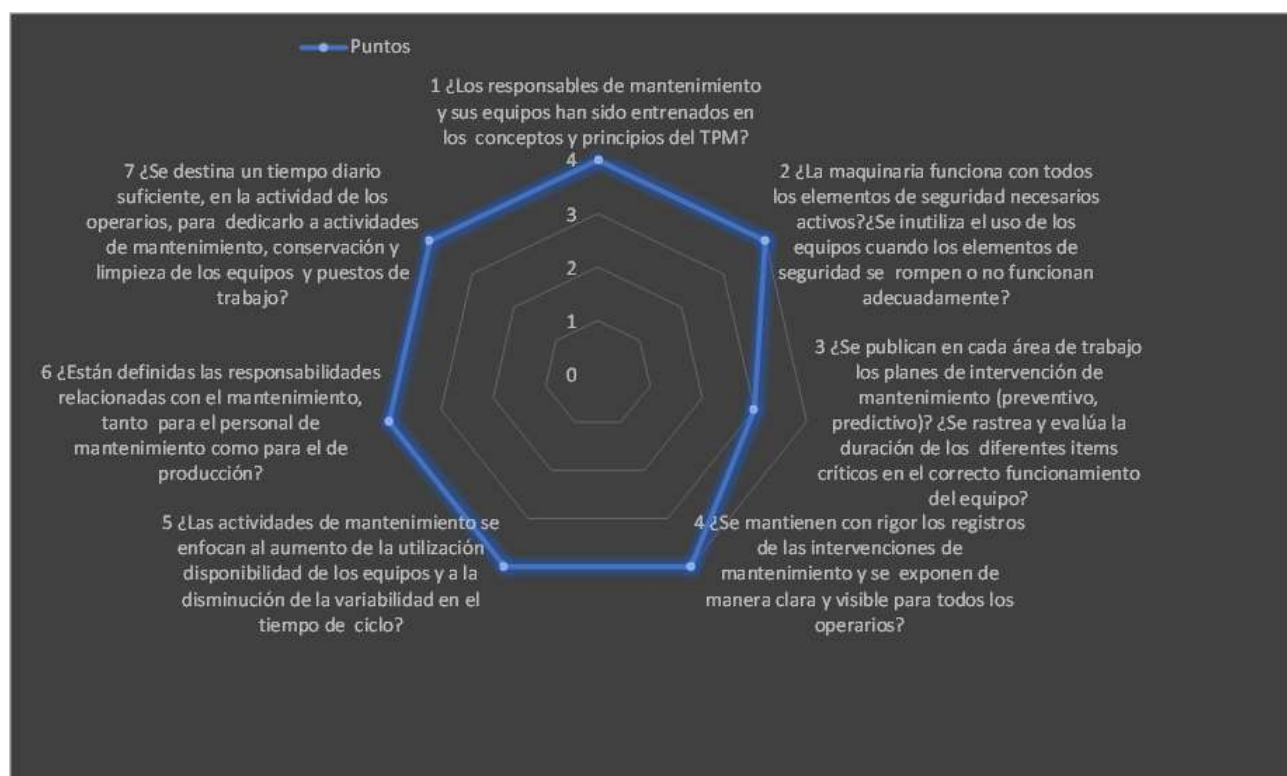 Puntos
1 ¿Los responsables de mantenimiento
y sus equipos han sido entrenados en
los conceptos y principios del TPM?
2 ¿La maquinaria funciona con todos
los elementos de seguridad necesarios
activos?¿Se inutiliza el uso de los
equipos cuando los elementos de
seguridad se rompen o no funcionan
adecuadamente?
3 ¿Se publican en cada área de trabajo
los planes de intervención de
mantenimiento (preventivo,
predictivo)? ¿Se rastrea y evalúa la
duración de los diferentes items
críticos en el correcto funcionamiento
del equipo?
4 ¿Se mantienen con rigor los registros
de las intervenciones de
mantenimiento y se exponen de
manera clara y visible para todos los
operarios?
5 ¿Las actividades de mantenimiento se
enfocan al aumento de la utilización
disponibilidad de los equipos y a la
disminución de la variabilidad en el
tiempo de ciclo?
6 ¿Están definidas las responsabilidades
relacionadas con el mantenimiento,
tanto para el personal de
mantenimiento como para el de
producción?
7 ¿Se destina un tiempo diario
suficiente, en la actividad de los
operarios, para dedicarlo a actividades
de mantenimiento, conservación y
limpieza de los equipos y puestos de
trabajo?
4
3
2
1
0